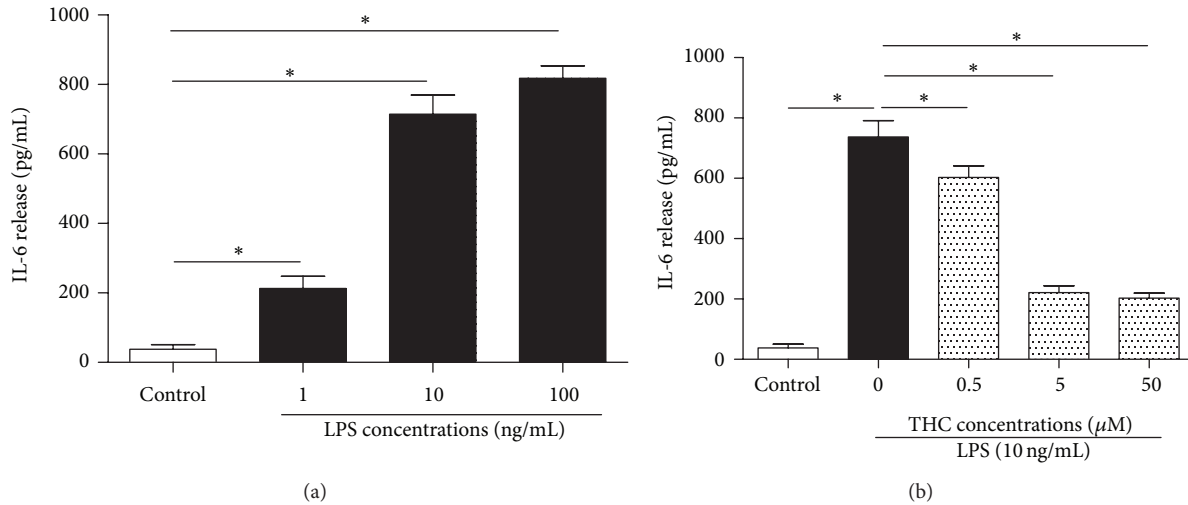 1000
800
600
400
200
0
IL-6 release (pg/mL)
*
*
*
Control
1
10
100
LPS concentrations (ng/mL)
(a)
1000
800
600
400
200
0
IL-6 release (pg/mL)
*
*
*
*
Control
0
0.5
5
50
THC concentrations (μM)
LPS (10 ng/mL)
(b)